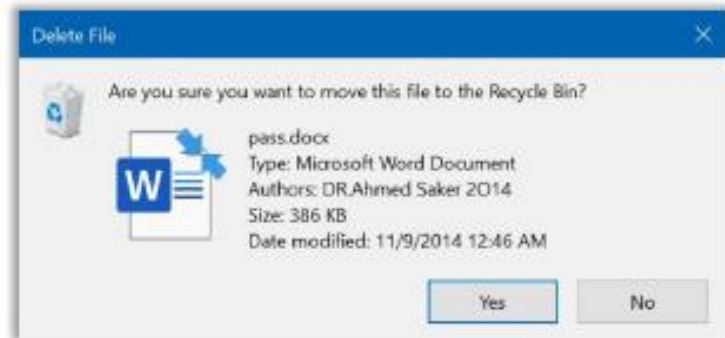 Delete File
Are you sure you want to move this file to the Recycle Bin?
W
pass.docx
Type: Microsoft Word Document
Authors: DR.Ahmed Saker 2O14
Size: 386 KB
Date modified: 11/9/2014 12:46 AM
Yes No